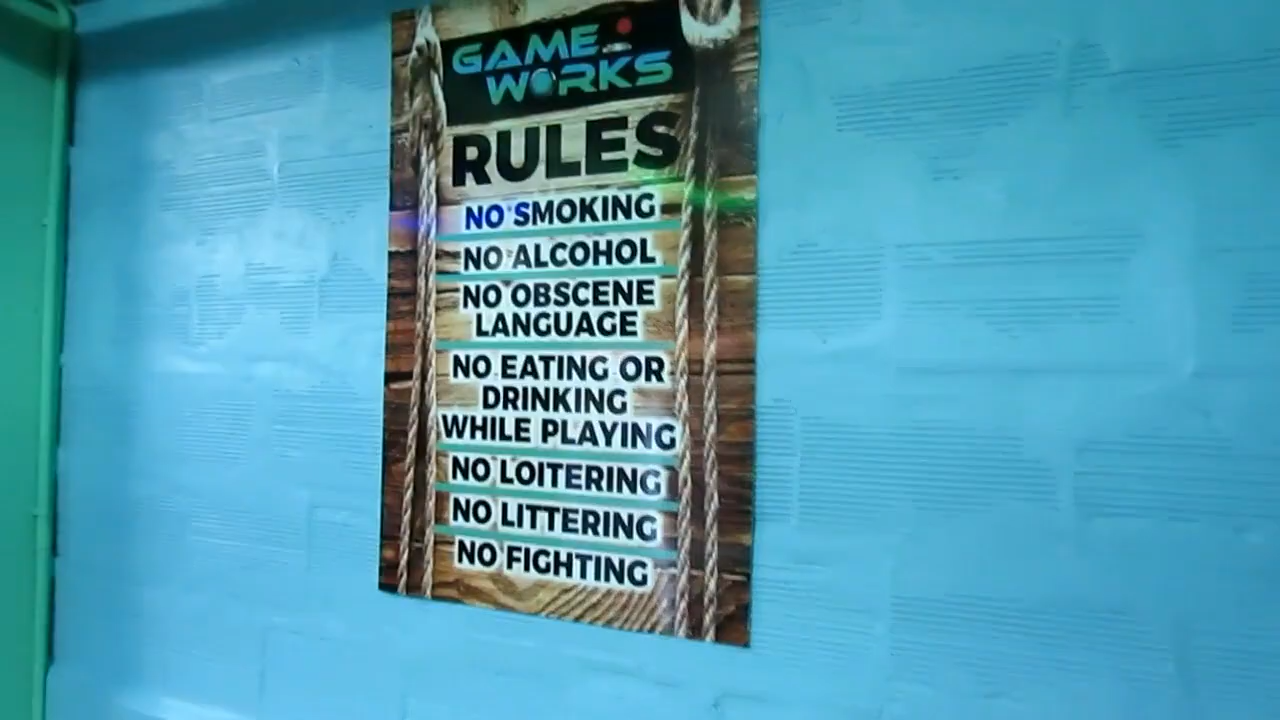 GAME
WORKS
RULES
NO SMOKING
NO ALCOHOL
NO OBSCENE
LANGUAGE
NO EATING OR
DRINKING
WHILE PLAYING
NO LOITERING
NO LITTERING
NO FIGHTING